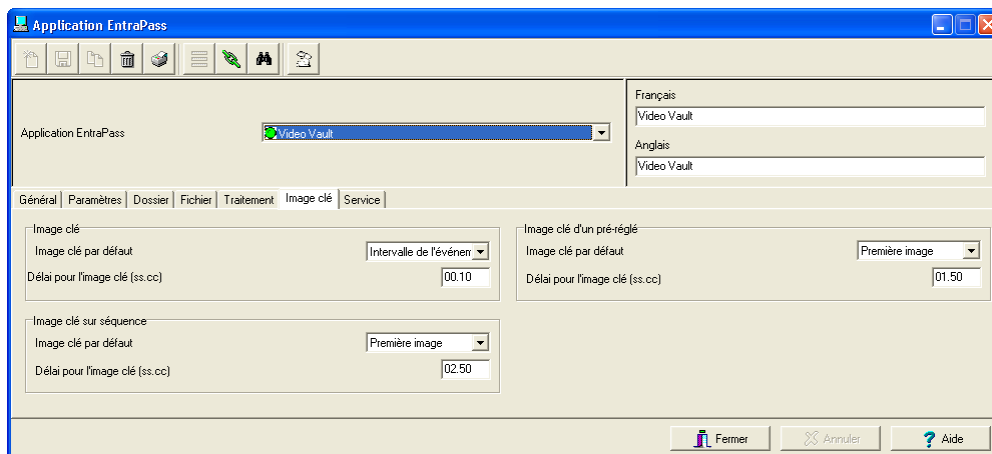 Application EntraPass
Français
Video Vault
Application EntraPass
Video Vault
Anglais
Video Vault
Général
Paramètres
Dossier
Fichier
Traitement
Image clé
Service
Image clé
Image clé par défaut
Intervalle de l'événem
Délai pour l'image clé (ss.cc)
00.10
Image clé d'un pré-réglé
Image clé par défaut
Première image
Délai pour l'image clé (ss.cc)
01.50
Image clé sur séquence
Image clé par défaut
Première image
Délai pour l'image clé (ss.cc)
02.50
Fermer
Annuler
? Aide